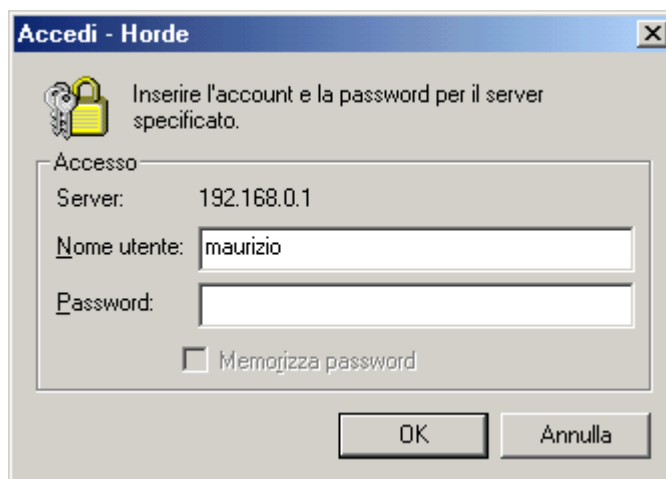 Accedi - Horde
Inserire l'account e la password per il server
specificato.
Accesso
Server: 192.168.0.1
Nome utente: maurizio
Password:
Memorizza password
OK Annulla